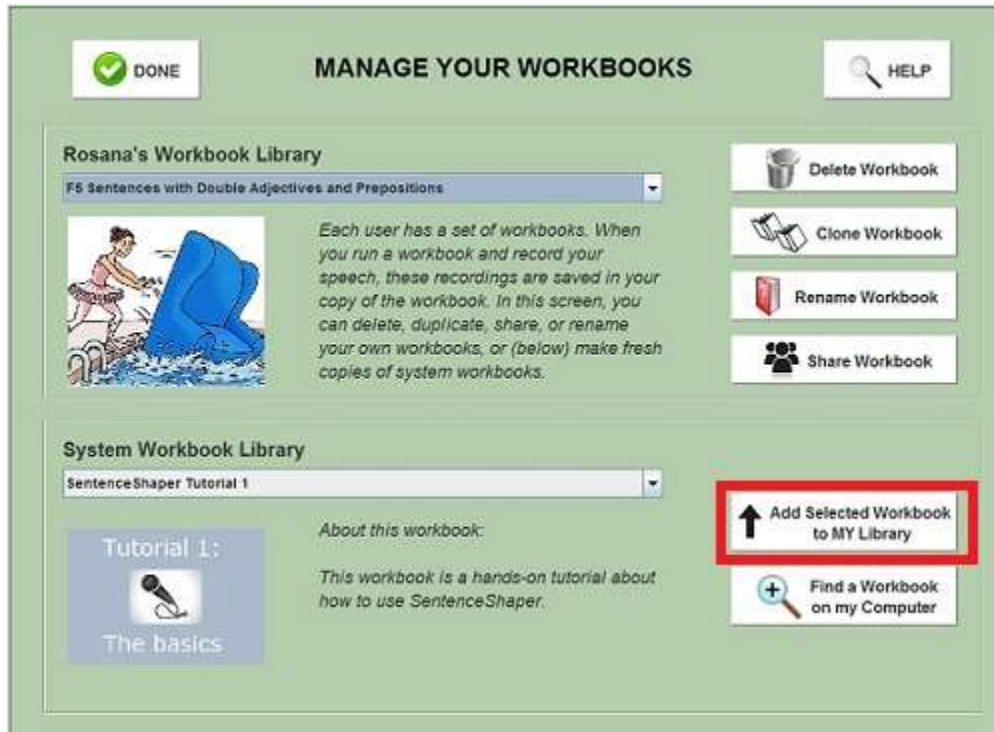 DONE
MANAGE YOUR WORKBOOKS
HELP
Rosana's Workbook Library
F5 Sentences with Double Adjectives and Prepositions
Each user has a set of workbooks. When
you run a workbook and record your
speech, these recordings are saved in your
copy of the workbook. In this screen, you
can delete, duplicate, share, or rename
your own workbooks, or (below) make fresh
copies of system workbooks.
Delete Workbook
Clone Workbook
Rename Workbook
Share Workbook
System Workbook Library
SentenceShaper Tutorial 1
Tutorial 1:
The basics
About this workbook:
This workbook is a hands-on tutorial about
how to use SentenceShaper.
Add Selected Workbook
to MY Library
Find a Workbook
on my Computer